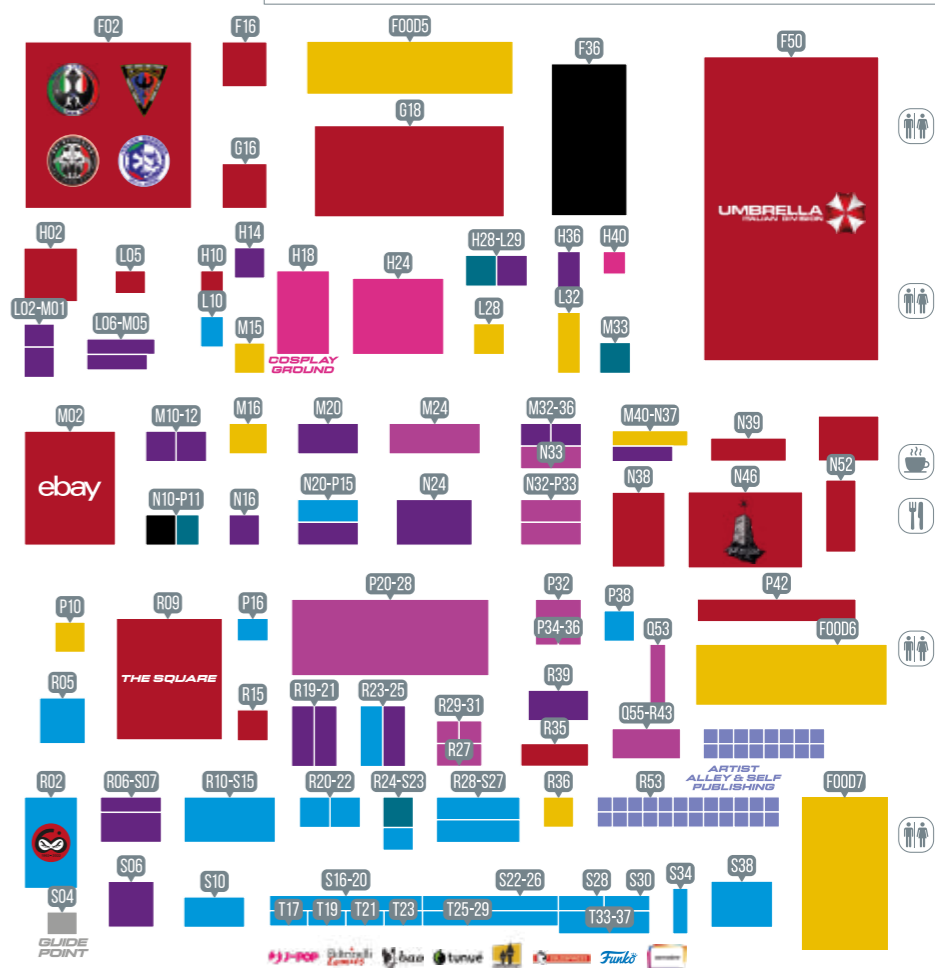 F02
F16
FOOD5
F36
F50
G18
G16
UMBRELLA
ITALIAN DIVISION
H02
L05
H10
H14
H18
H24
H28-L29
H36
H40
L02-M01
L06-M05
L10
M15
L28
L32
M33
COSPLAY
GROUND
M02
M10-12
M16
M20
M24
M32-36
M40-N37
N39
N33
ebay
N10-P11
N16
N20-P15
N24
N32-P33
N38
N46
N52
P10
R09
P16
P20-28
P32
P38
P42
P34-36
Q53
FOOD6
THE SQUARE
R05
R15
R19-21
R23-25
R29-31
R27
R39
R35
Q55-R43
ARTIST
ALLEY & SELF
PUBLISHING
R02
R06-S07
R10-S15
R20-22
R24-S23
R28-S27
R36
R53
FOOD7
S04
S06
S10
S16-20
S22-26
S28
S30
S34
S38
T17
T19
T21
T23
T25-29
T33-37
GUIDE
POINT
J-POP
bao
tunué
Funko